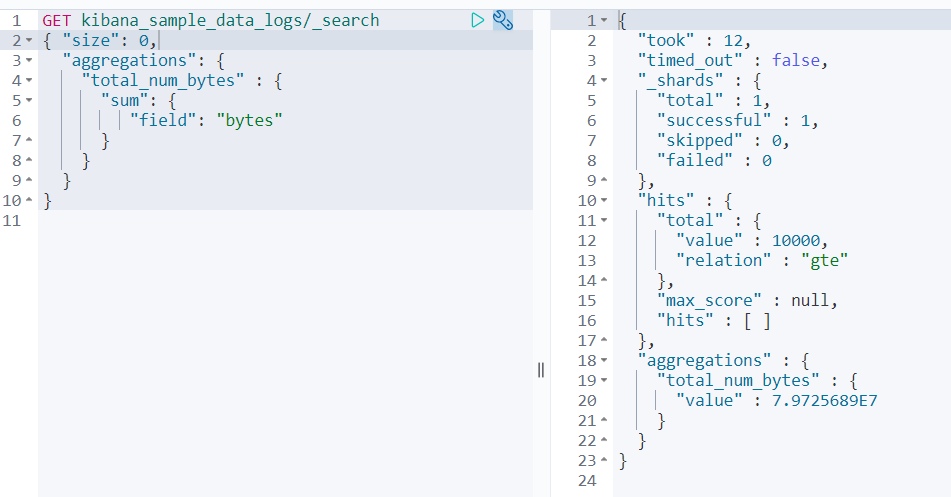 1 GET kibana_sample_data_logs/_search
2 { "size": 0,
3 "aggregations": {
4 "total_num_bytes" : {
5 "sum": {
6 "field": "bytes"
7 }
8 }
9 }
10 }
11
1 {
2 "took" : 12,
3 "timed_out" : false,
4 "_shards" : {
5 "total" : 1,
6 "successful" : 1,
7 "skipped" : 0,
8 "failed" : 0
9 },
10 "hits" : {
11 "total" : {
12 "value" : 10000,
13 "relation" : "gte"
14 },
15 "max_score" : null,
16 "hits" : [ ]
17 },
18 "aggregations" : {
19 "total_num_bytes" : {
20 "value" : 7.9725689E7
21 }
22 }
23 }
24